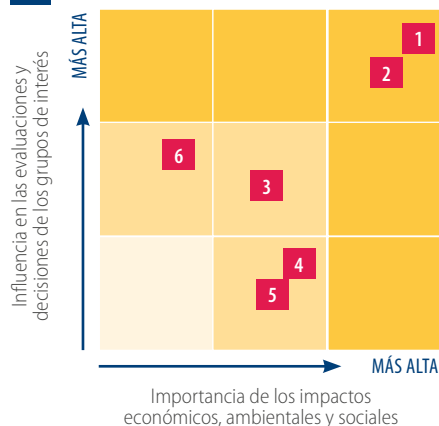 MÁS ALTA
Influencia en las evaluaciones y
decisiones de los grupos de interés
1
2
6
3
4
5
MÁS ALTA
Importancia de los impactos
económicos, ambientales y sociales